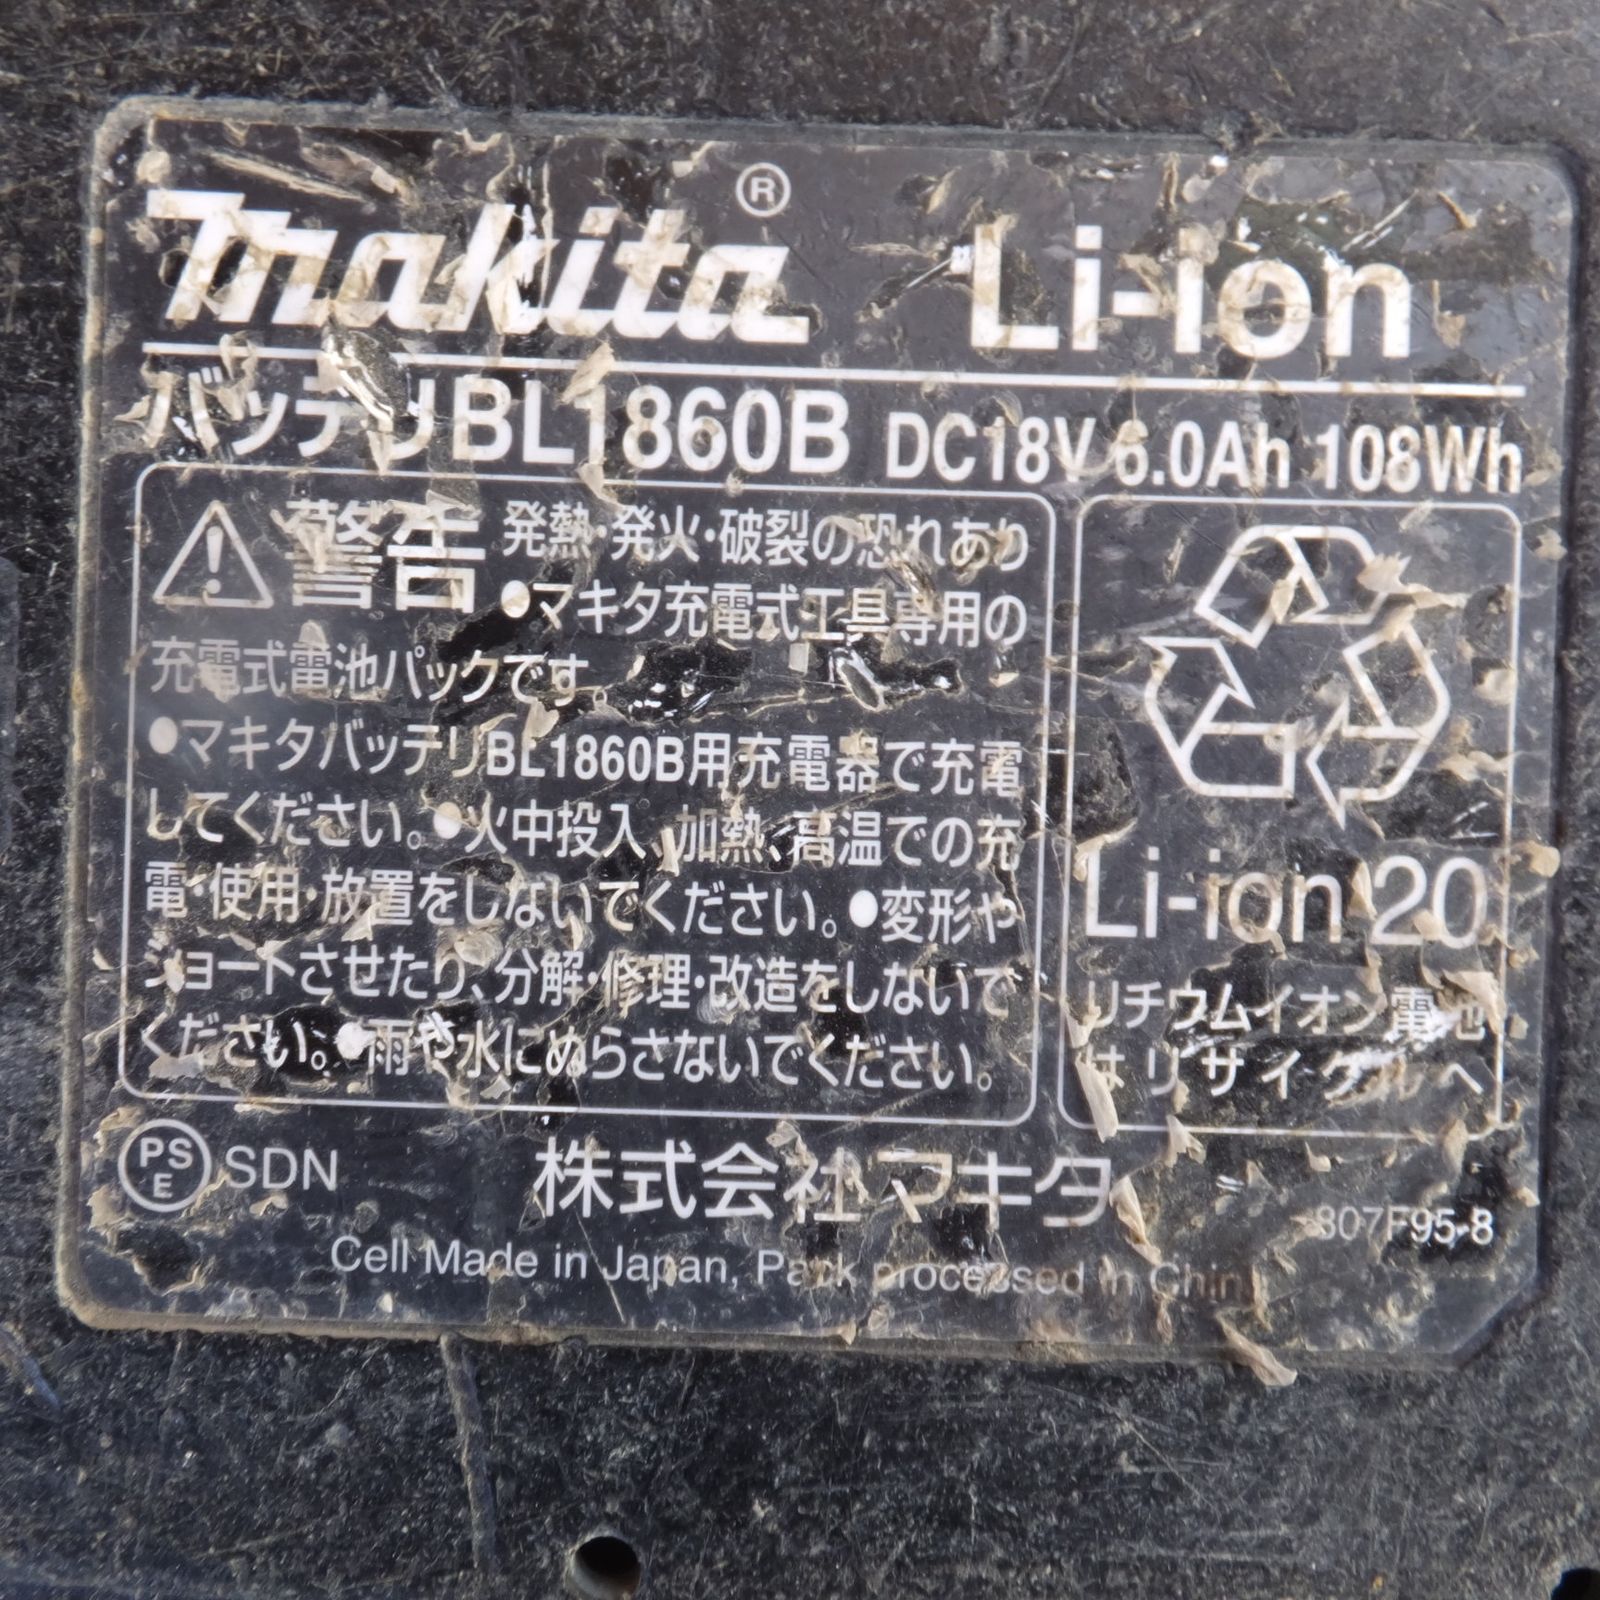 makita® Li-ion
バッテリBL1860B DC18V 6.0Ah 108Wh
警告 発熱・発火・破裂の恐れあり
●マキタ充電式工具専用の
充電式電池パックです。
●マキタバッテリBL1860B用充電器で充電
してください。●火中投入、加熱、高温での充
電・使用・放置をしないでください。●変形や
ショートさせたり、分解・修理・改造をしないで
ください。●雨や水にぬらさないでください。
Li-ion 20
リチウムイオン電池
はリサイクルへ
PS
E
SDN
株式会社マキタ
807F95-8
Cell Made in Japan, Pack processed in China